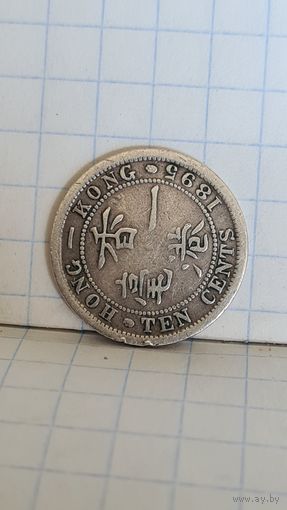 HONG - KONG
1895
TEN CENTS
香港一毫
www.ay.by